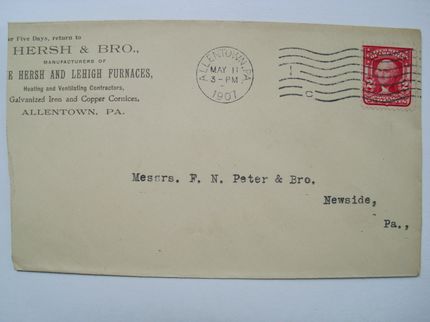 er Five Days, return to
HERSH & BRO.,
MANUFACTURERS OF
E HERSH AND LEHIGH FURNACES,
Heating and Ventilating Contractors,
Galvanized Iron and Copper Cornices,
ALLENTOWN, PA.
ALLENTOWN, PA.
MAY 11
3-PM
1907
C
Messrs. F. N. Peter & Bro.
Newside,
Pa.,